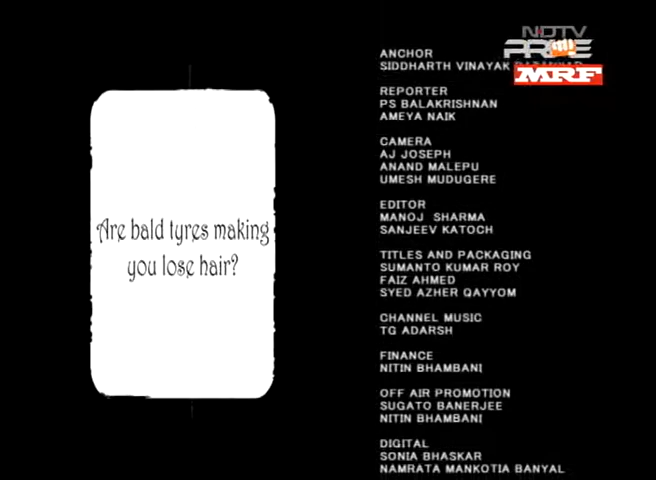 NDTV
PRIME
MRF
Are bald tyres making
you lose hair?
ANCHOR
SIDDHARTH VINAYAK
REPORTER
PS BALAKRISHNAN
AMEYA NAIK
CAMERA
AJ JOSEPH
ANAND MALEPU
UMESH MUDUGERE
EDITOR
MANOJ SHARMA
SANJEEV KATOCH
TITLES AND PACKAGING
SUMANTO KUMAR ROY
FAIZ AHMED
SYED AZHER QAYYOM
CHANNEL MUSIC
TG ADARSH
FINANCE
NITIN BHAMBANI
OFF AIR PROMOTION
SUGATO BANERJEE
NITIN BHAMBANI
DIGITAL
SONIA BHASKAR
NAMRATA MANKOTIA BANYAL